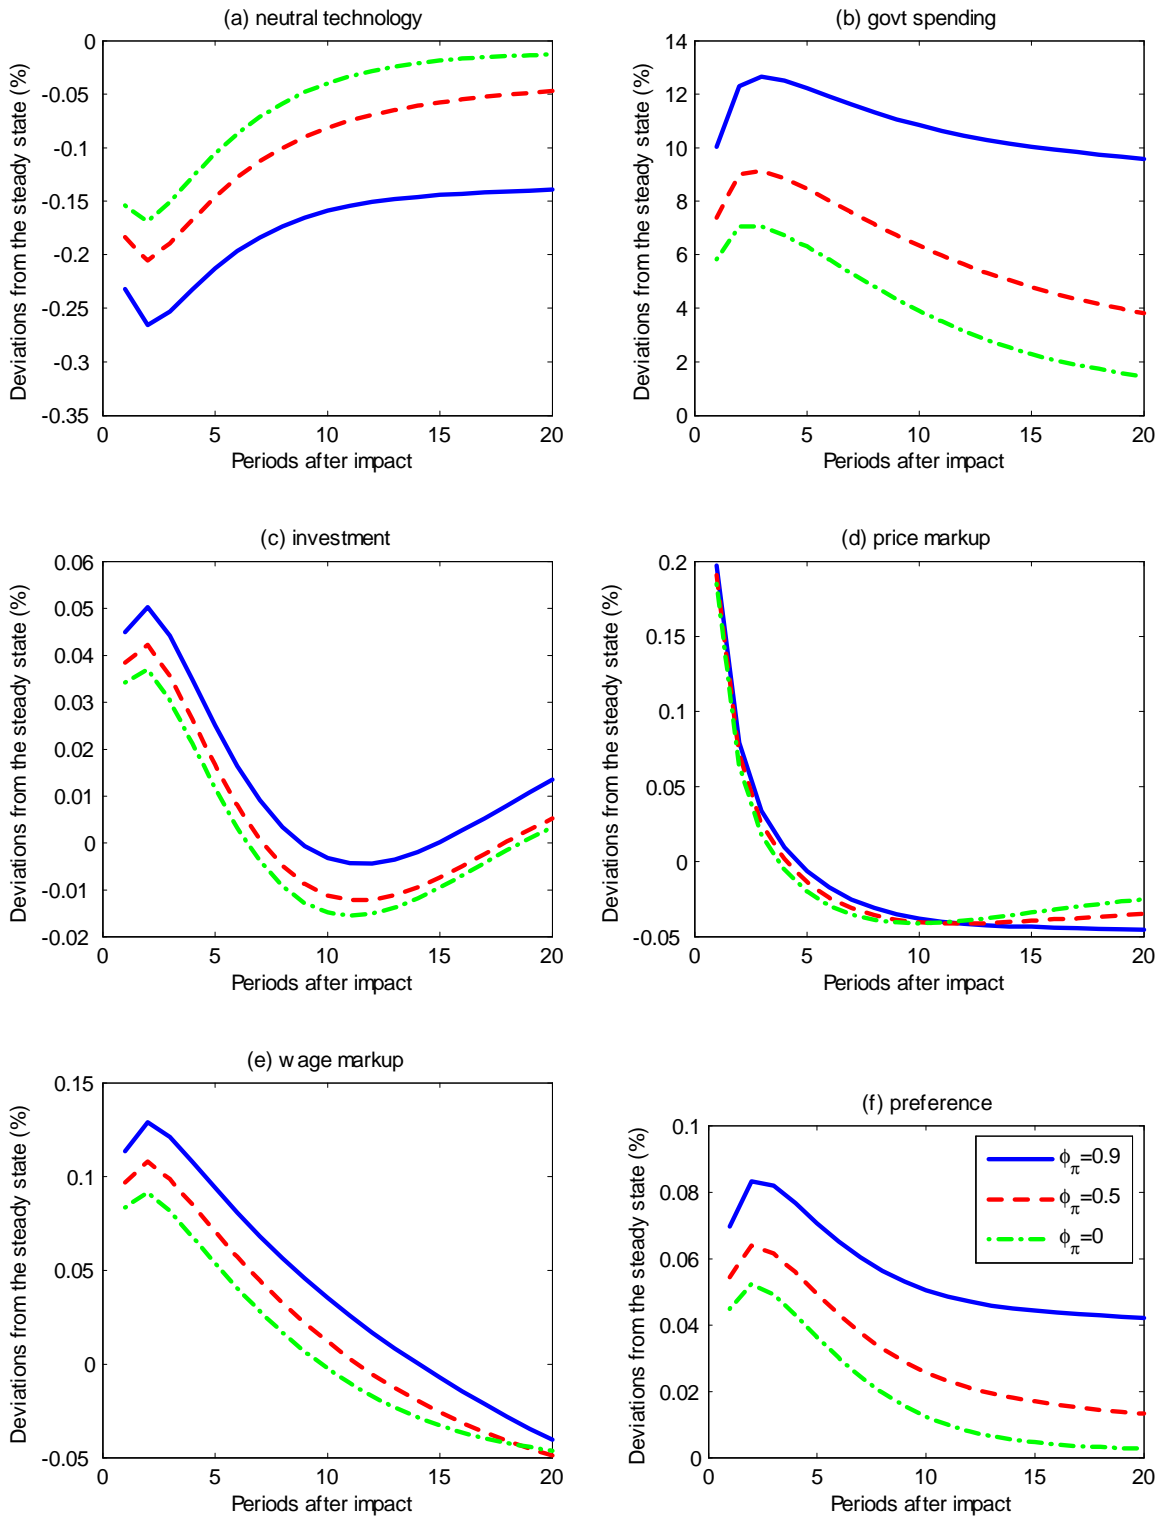 (a) neutral technology
Deviations from the steady state (%)
0
-0.05
-0.1
-0.15
-0.2
-0.25
-0.3
-0.35
0 5 10 15 20
Periods after impact
(b) govt spending
Deviations from the steady state (%)
14
12
10
8
6
4
2
0
0 5 10 15 20
Periods after impact
(c) investment
Deviations from the steady state (%)
0.06
0.05
0.04
0.03
0.02
0.01
0
-0.01
-0.02
0 5 10 15 20
Periods after impact
(d) price markup
Deviations from the steady state (%)
0.2
0.15
0.1
0.05
0
-0.05
0 5 10 15 20
Periods after impact
(e) wage markup
Deviations from the steady state (%)
0.15
0.1
0.05
0
-0.05
0 5 10 15 20
Periods after impact
(f) preference
Deviations from the steady state (%)
0.1
0.08
0.06
0.04
0.02
0
0 5 10 15 20
Periods after impact
ϕπ=0.9
ϕπ=0.5
ϕπ=0